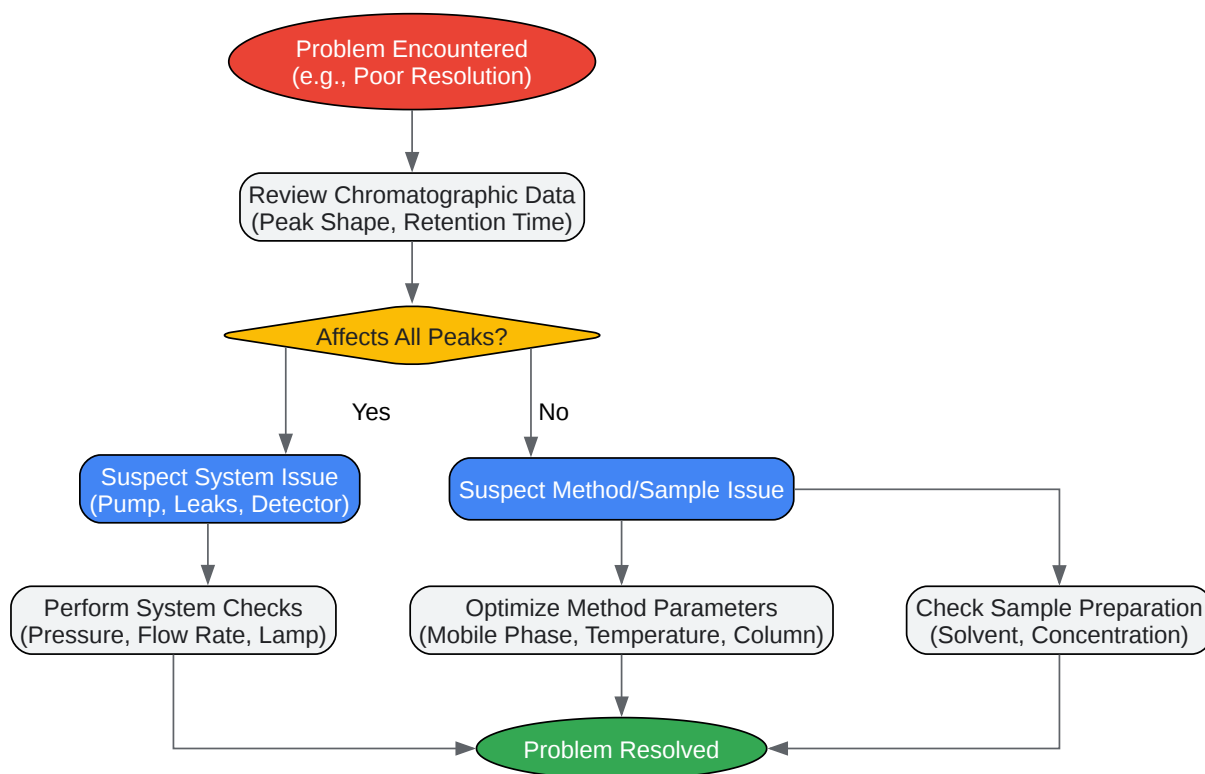 Problem Encountered
(e.g., Poor Resolution)
Review Chromatographic Data
(Peak Shape, Retention Time)
Affects All Peaks?
Yes
No
Suspect System Issue
(Pump, Leaks, Detector)
Suspect Method/Sample Issue
Perform System Checks
(Pressure, Flow Rate, Lamp)
Optimize Method Parameters
(Mobile Phase, Temperature, Column)
Check Sample Preparation
(Solvent, Concentration)
Problem Resolved